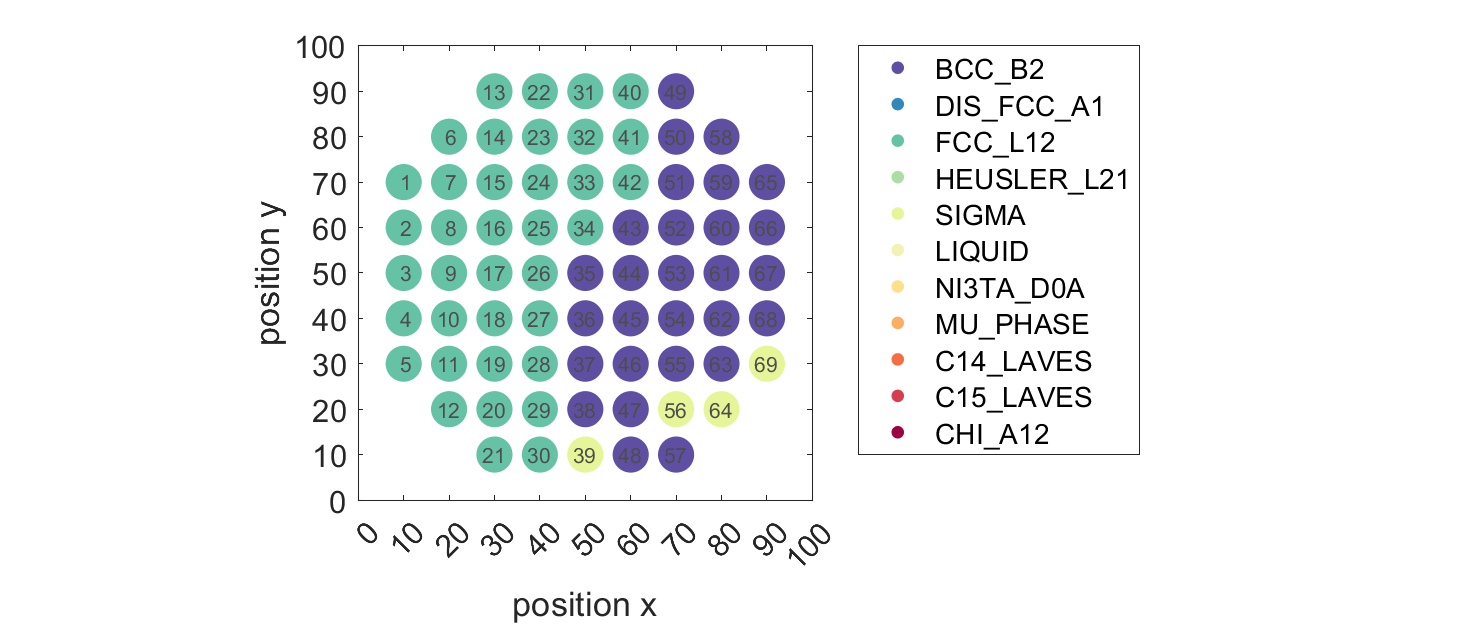 100
90 13 22 31 40 49
80 6 14 23 32 41 50 58
70 1 7 15 24 33 42 51 59 65
60 2 8 16 25 34 43 52 60 66
50 3 9 17 26 35 44 53 61 67
40 4 10 18 27 36 45 54 62 68
30 5 11 19 28 37 46 55 63 69
20 12 20 29 38 47 56 64
10 21 30 39 48 57
0
0 10 20 30 40 50 60 70 80 90 100
position x
position y
BCC_B2
DIS_FCC_A1
FCC_L12
HEUSLER_L21
SIGMA
LIQUID
NI3TA_D0A
MU_PHASE
C14_LAVES
C15_LAVES
CHI_A12